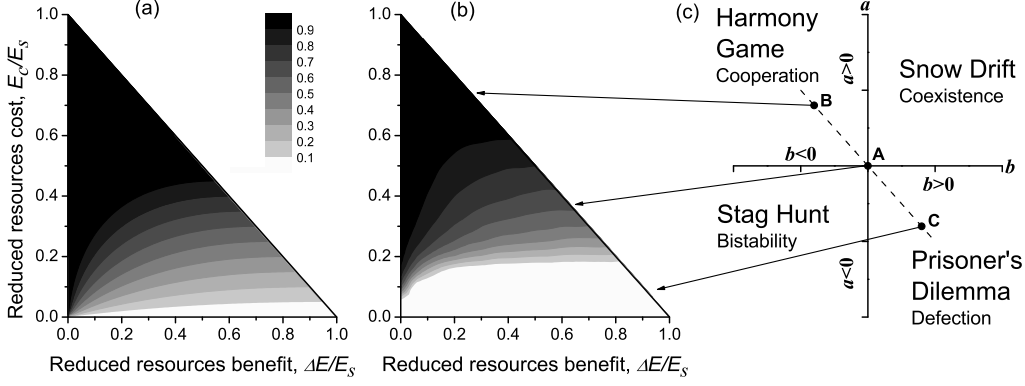 (a)
(b)
(c)
Reduced resources cost, E_C/E_S
1.0
0.8
0.6
0.4
0.2
0.0
0.0
0.2
0.4
0.6
0.8
1.0
Reduced resources benefit, ΔE/E_S
0.9
0.8
0.7
0.6
0.5
0.4
0.3
0.2
0.1
1.0
0.8
0.6
0.4
0.2
0.0
0.0
0.2
0.4
0.6
0.8
1.0
Reduced resources benefit, ΔE/E_S
a
Harmony
Game
Cooperation
a>0
Snow Drift
Coexistence
B
A
b<0
b>0
b
Stag Hunt
Bistability
C
a<0
Prisoner's
Dilemma
Defection